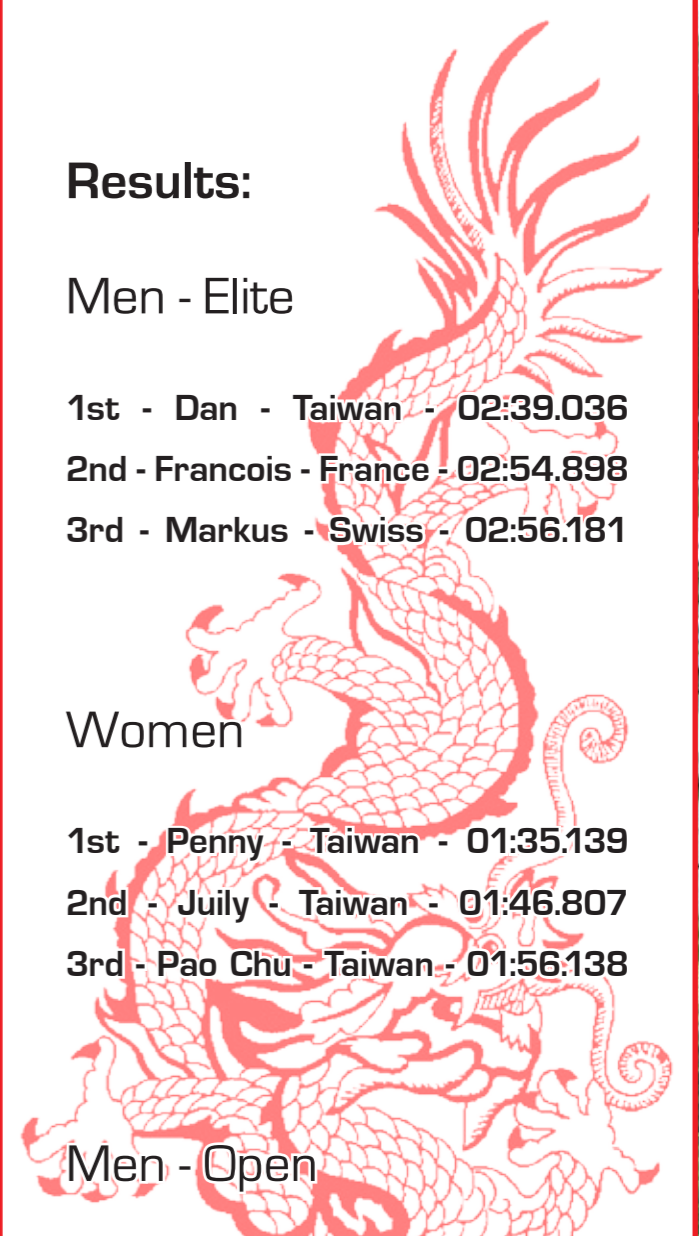 Results:
Men - Elite
1st - Dan - Taiwan - 02:39.036
2nd - Francois - France - 02:54.898
3rd - Markus - Swiss - 02:56.181
Women
1st - Penny - Taiwan - 01:35.139
2nd - Juily - Taiwan - 01:46.807
3rd - Pao Chu - Taiwan - 01:56.138
Men - Open